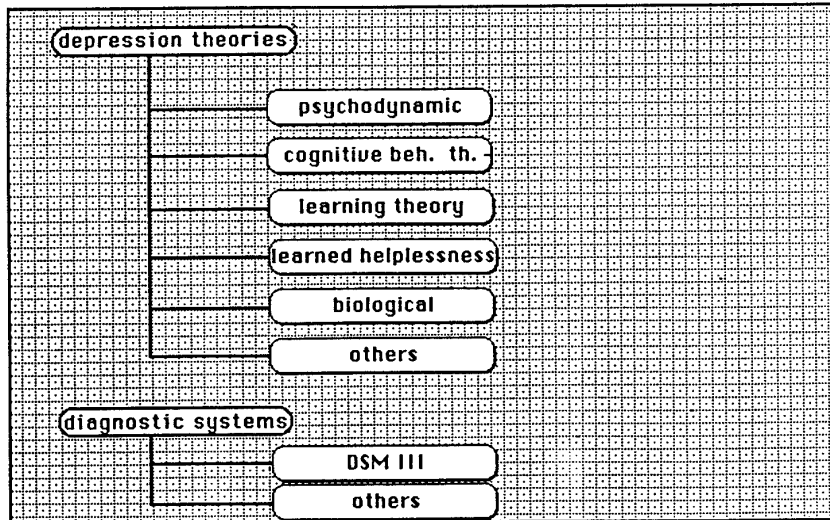 depression theories
psychodynamic
cognitive beh. th.
learning theory
learned helplessness
biological
others
diagnostic systems
DSM III
others